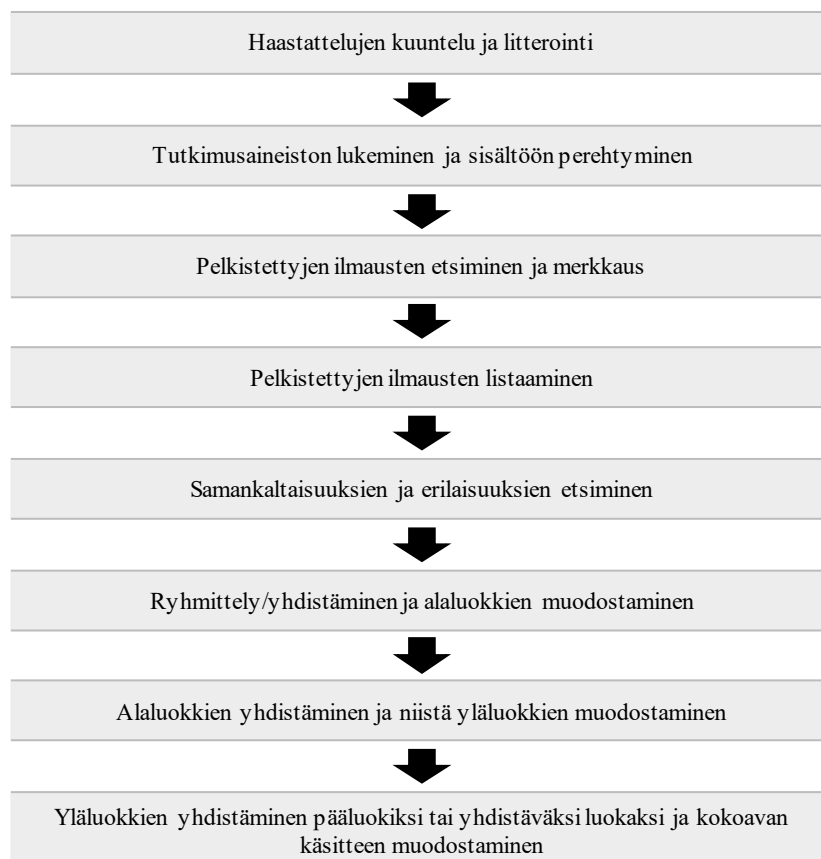 Haastattelujen kuuntelu ja litterointi
Tutkimusaineiston lukeminen ja sisältöön perehtyminen
Pelkistettyjen ilmausten etsiminen ja merkkaus
Pelkistettyjen ilmausten listaaminen
Samankaltaisuuksien ja erilaisuuksien etsiminen
Ryhmittely/yhdistäminen ja alaluokkien muodostaminen
Alaluokkien yhdistäminen ja niistä yläluokkien muodostaminen
Yläluokkien yhdistäminen pääluokiksi tai yhdistäväksi luokaksi ja kokoavan
käsitteen muodostaminen